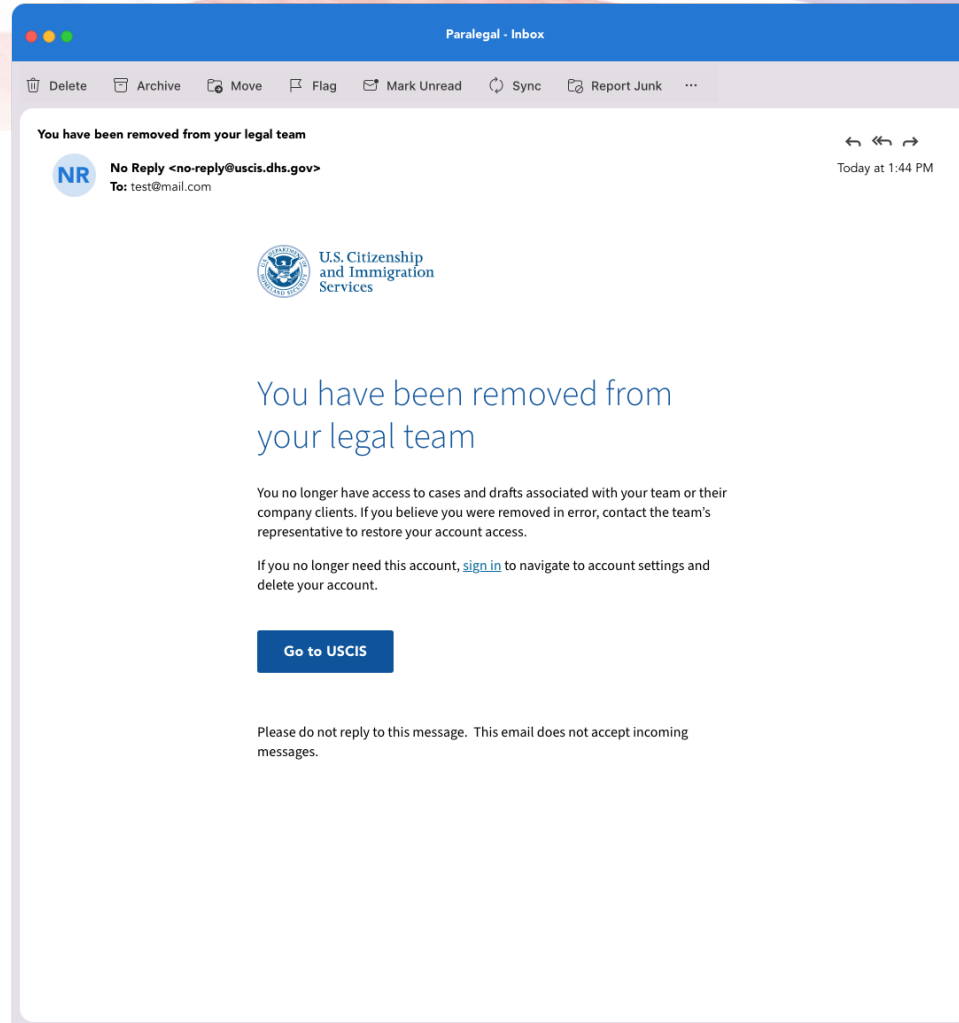 Paralegal - Inbox
Delete Archive Move Flag Mark Unread Sync Report Junk ...
You have been removed from your legal team
NR
No Reply <no-reply@uscis.dhs.gov>
To: test@mail.com
Today at 1:44 PM
U.S. DEPARTMENT OF HOMELAND SECURITY
U.S. Citizenship
and Immigration
Services
You have been removed from
your legal team
You no longer have access to cases and drafts associated with your team or their
company clients. If you believe you were removed in error, contact the team’s
representative to restore your account access.
If you no longer need this account, sign in to navigate to account settings and
delete your account.
Go to USCIS
Please do not reply to this message.  This email does not accept incoming
messages.